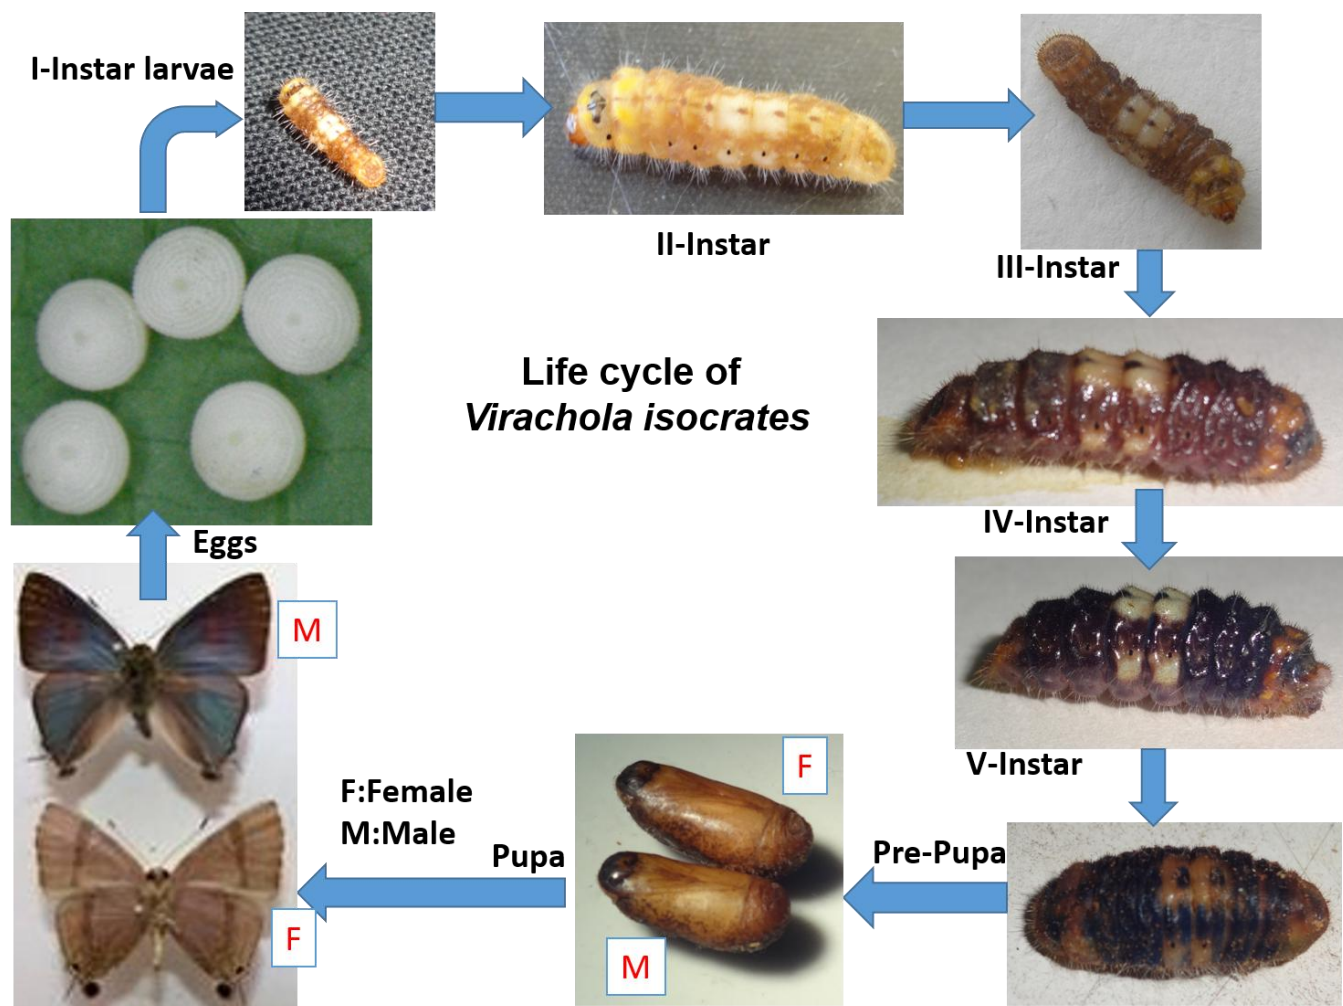 I-Instar larvae
II-Instar
III-Instar
Life cycle of
Virachola isocrates
IV-Instar
Eggs
M
V-Instar
F
F:Female
M:Male
Pupa
Pre-Pupa
F
M